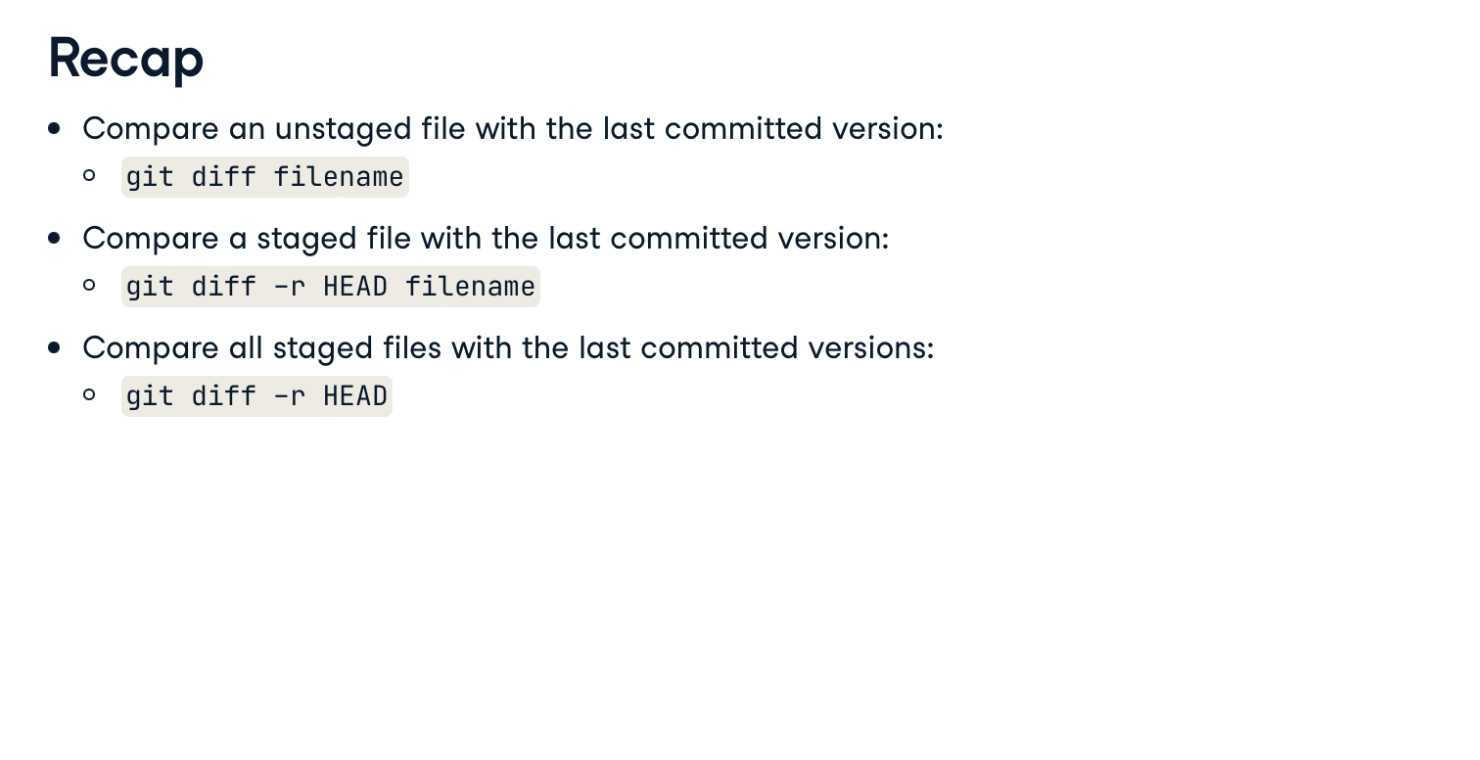 Recap
• Compare an unstaged file with the last committed version:
○ git diff filename
• Compare a staged file with the last committed version:
○ git diff -r HEAD filename
• Compare all staged files with the last committed versions:
○ git diff -r HEAD